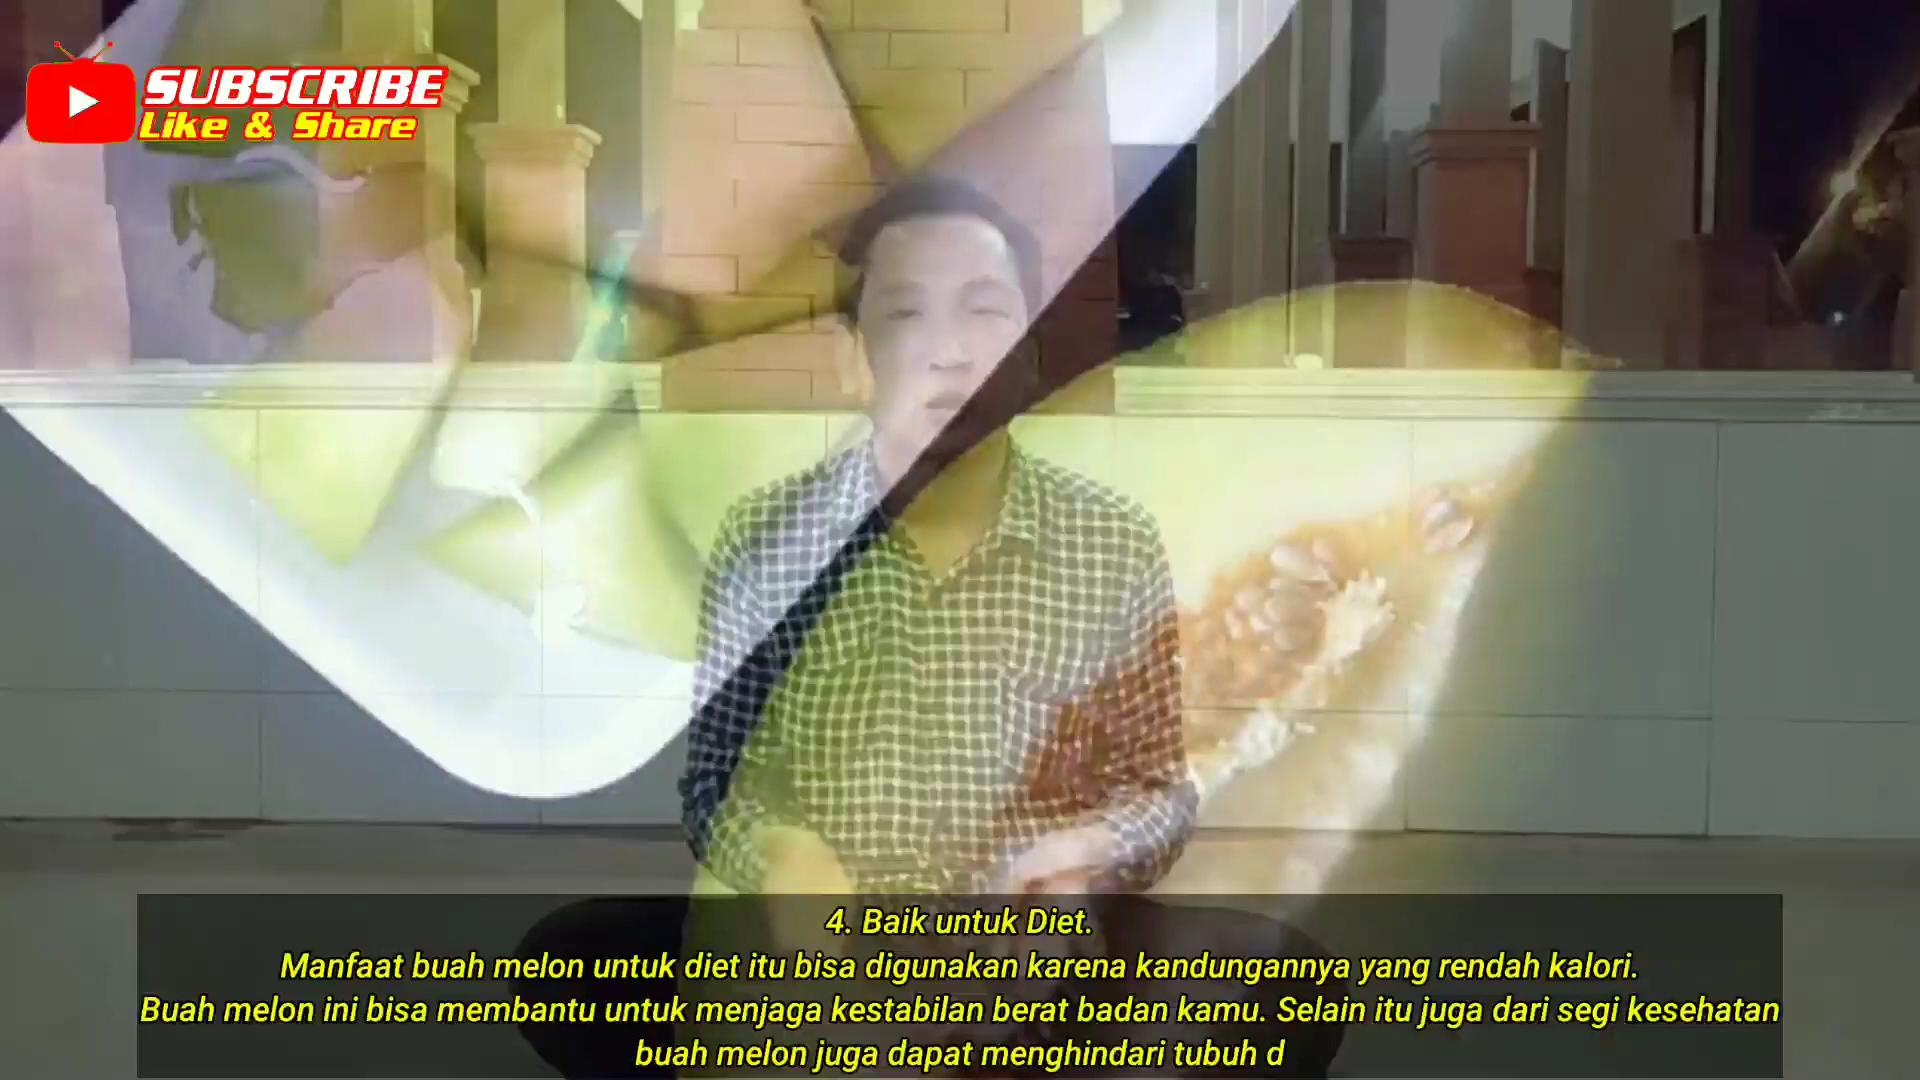 SUBSCRIBE
Like & Share
4. Baik untuk Diet.
Manfaat buah melon untuk diet itu bisa digunakan karena kandungannya yang rendah kalori.
Buah melon ini bisa membantu untuk menjaga kestabilan berat badan kamu. Selain itu juga dari segi kesehatan
buah melon juga dapat menghindari tubuh d